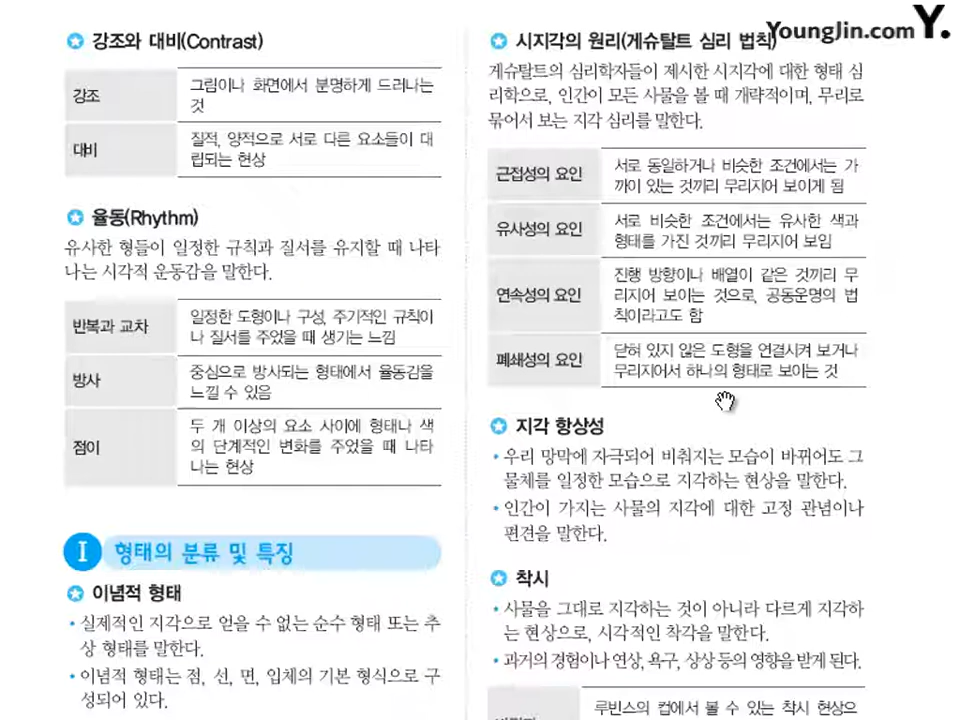 YoungJin.com Y.
강조와 대비(Contrast)
강조
그림이나 화면에서 분명하게 드러나는
것
대비
질적, 양적으로 서로 다른 요소들이 대
립되는 현상
율동(Rhythm)
유사한 형들이 일정한 규칙과 질서를 유지할 때 나타
나는 시각적 운동감을 말한다.
반복과 교차
일정한 도형이나 구성, 주기적인 규칙이
나 질서를 주었을 때 생기는 느낌
방사
중심으로 방사되는 형태에서 율동감을
느낄 수 있음
점이
두 개 이상의 요소 사이에 형태나 색
의 단계적인 변화를 주었을 때 나타
나는 현상
I 형태의 분류 및 특징
이념적 형태
• 실제적인 지각으로 얻을 수 없는 순수 형태 또는 추
상 형태를 말한다.
• 이념적 형태는 점, 선, 면, 입체의 기본 형식으로 구
성되어 있다.
시지각의 원리(게슈탈트 심리 법칙)
게슈탈트의 심리학자들이 제시한 시지각에 대한 형태 심
리학으로, 인간이 모든 사물을 볼 때 개략적이며, 무리로
묶어서 보는 지각 심리를 말한다.
근접성의 요인
서로 동일하거나 비슷한 조건에서는 가
까이 있는 것끼리 무리지어 보이게 됨
유사성의 요인
서로 비슷한 조건에서는 유사한 색과
형태를 가진 것끼리 무리지어 보임
연속성의 요인
진행 방향이나 배열이 같은 것끼리 무
리지어 보이는 것으로, 공동운명의 법
칙이라고도 함
폐쇄성의 요인
닫혀 있지 않은 도형을 연결시켜 보거나
무리지어서 하나의 형태로 보이는 것
지각 항상성
• 우리 망막에 자극되어 비춰지는 모습이 바뀌어도 그
물체를 일정한 모습으로 지각하는 현상을 말한다.
• 인간이 가지는 사물의 지각에 대한 고정 관념이나
편견을 말한다.
착시
• 사물을 그대로 지각하는 것이 아니라 다르게 지각하
는 현상으로, 시각적인 착각을 말한다.
• 과거의 경험이나 연상, 욕구, 상상 등의 영향을 받게 된다.
루빈스의 컵에서 볼 수 있는 착시 현상으